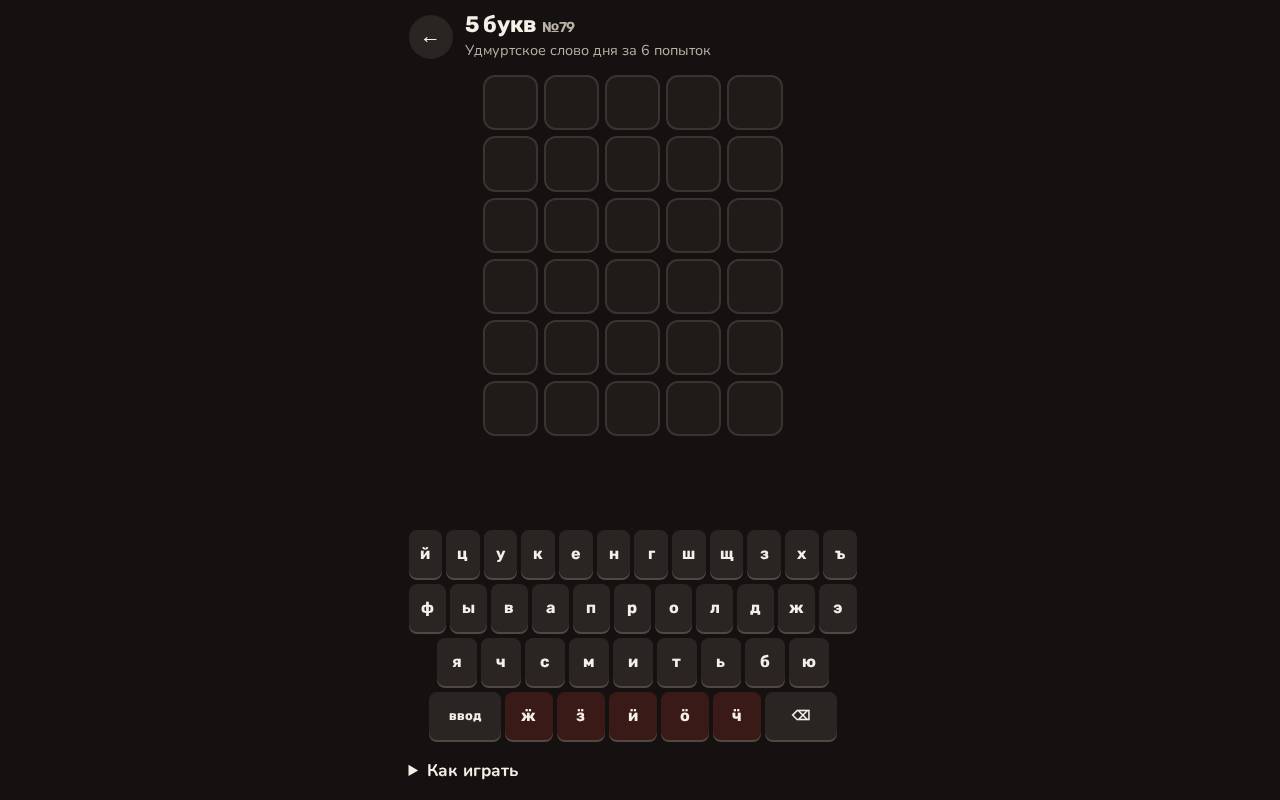 ←
5 букв №79
Удмуртское слово дня за 6 попыток
й ц у к е н г ш щ з х ъ
ф ы в а п р о л д ж э
я ч с м и т ь б ю
ввод ӝ ӟ ӥ ӧ ӵ ⌫
▶ Как играть